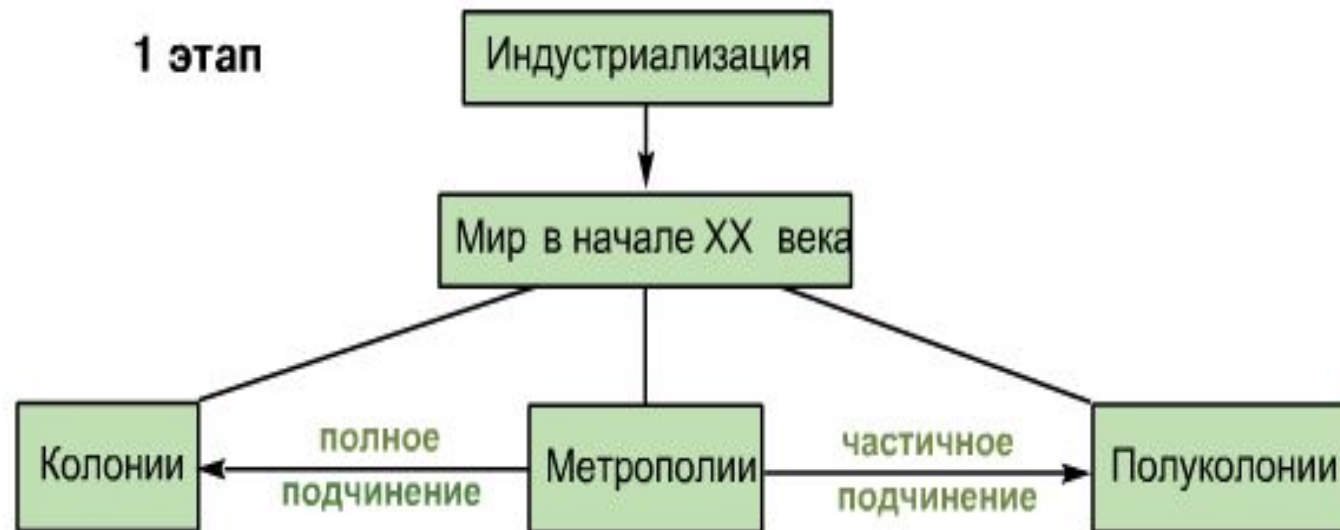 1 этап
Индустриализация
Мир в начале XX века
Колонии
полное
подчинение
Метрополии
частичное
подчинение
Полуколонии